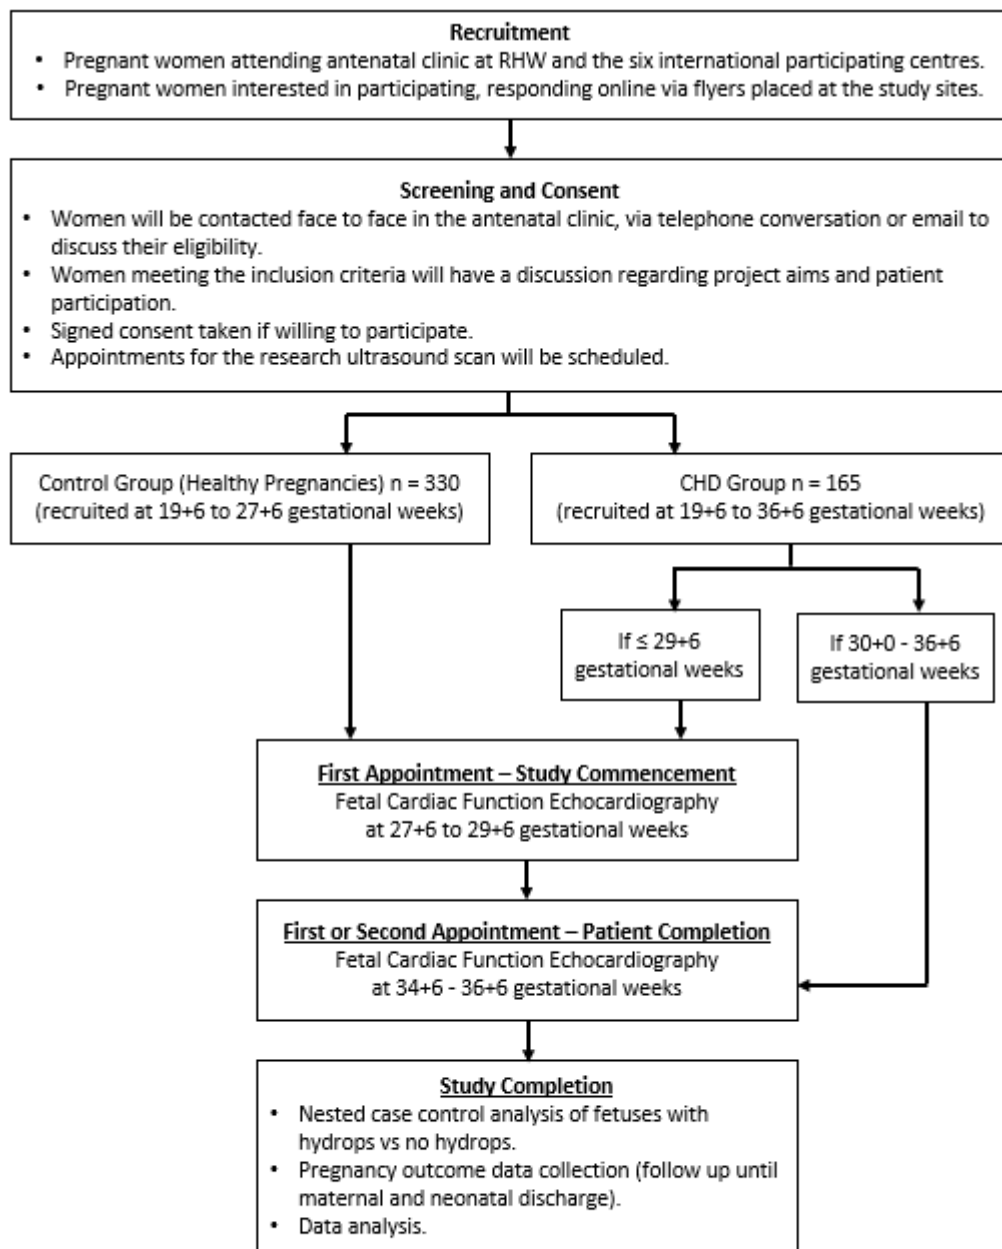 Recruitment
• Pregnant women attending antenatal clinic at RHW and the six international participating centres.
• Pregnant women interested in participating, responding online via flyers placed at the study sites.
Screening and Consent
• Women will be contacted face to face in the antenatal clinic, via telephone conversation or email to
discuss their eligibility.
• Women meeting the inclusion criteria will have a discussion regarding project aims and patient
participation.
• Signed consent taken if willing to participate.
• Appointments for the research ultrasound scan will be scheduled.
Control Group (Healthy Pregnancies) n = 330
(recruited at 19+6 to 27+6 gestational weeks)
CHD Group n = 165
(recruited at 19+6 to 36+6 gestational weeks)
If ≤ 29+6
gestational weeks
If 30+0 - 36+6
gestational weeks
First Appointment – Study Commencement
Fetal Cardiac Function Echocardiography
at 27+6 to 29+6 gestational weeks
First or Second Appointment – Patient Completion
Fetal Cardiac Function Echocardiography
at 34+6 - 36+6 gestational weeks
Study Completion
• Nested case control analysis of fetuses with
hydrops vs no hydrops.
• Pregnancy outcome data collection (follow up until
maternal and neonatal discharge).
• Data analysis.